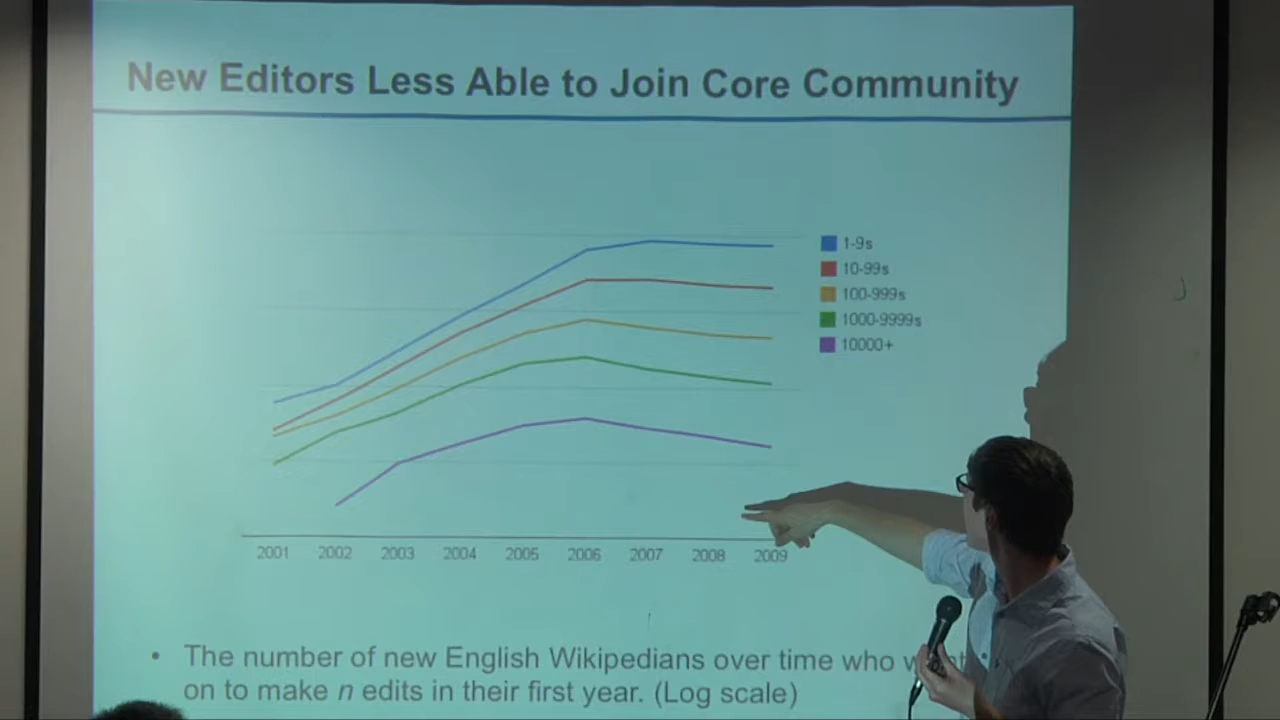 New Editors Less Able to Join Core Community
1-9s
10-99s
100-999s
1000-9999s
10000+
2001 2002 2003 2004 2005 2006 2007 2008 2009
• The number of new English Wikipedians over time who
on to make n edits in their first year. (Log scale)